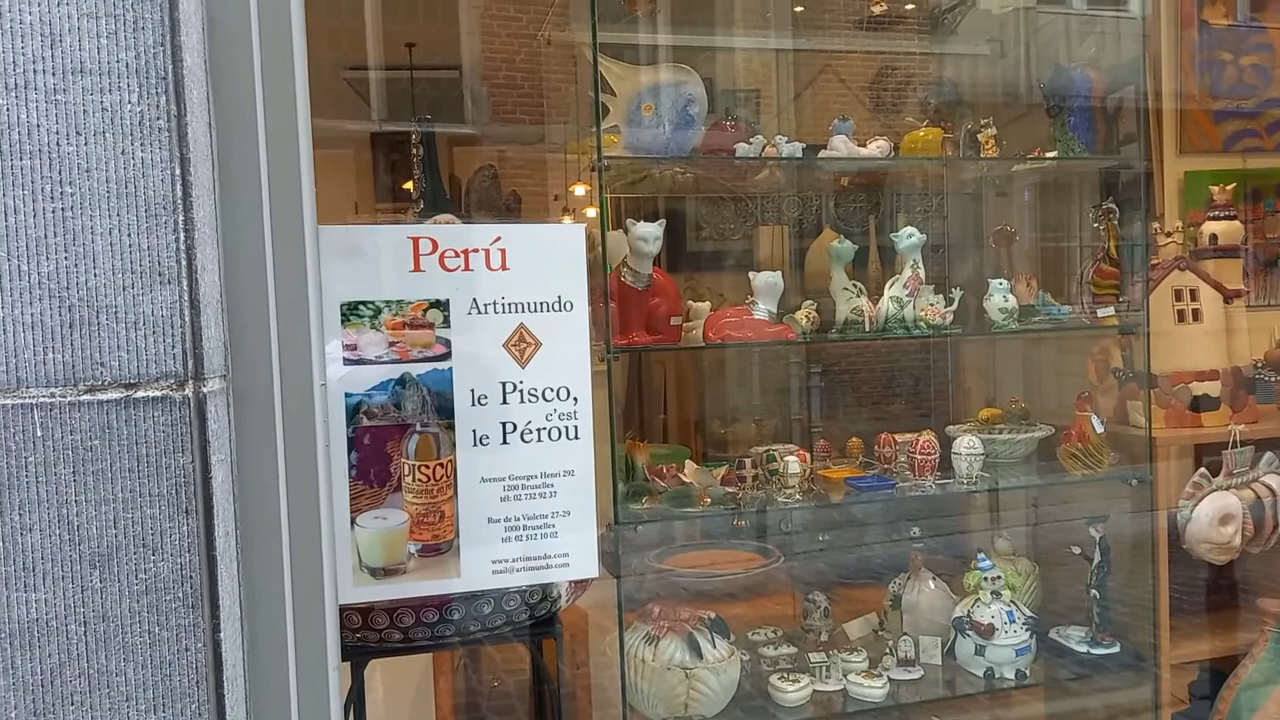 Perú
Artimundo
le Pisco,
c'est
le Pérou
PISCO
Avenue Georges Henri 292
1200 Bruxelles
tél: 02 732 92 37
Rue de la Violette 27-29
1000 Bruxelles
tél: 02 512 10 02
www.artimundo.com
mail@artimundo.com